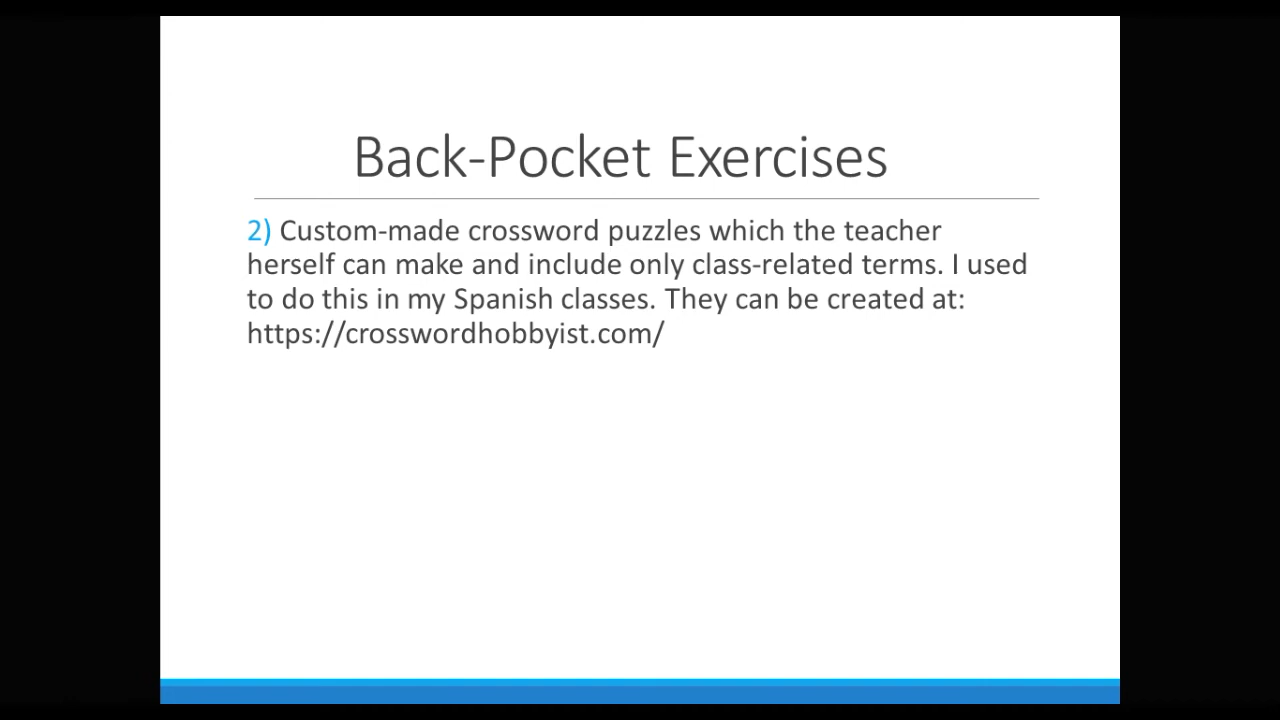 Back-Pocket Exercises
2) Custom-made crossword puzzles which the teacher
herself can make and include only class-related terms. I used
to do this in my Spanish classes. They can be created at:
https://crosswordhobbyist.com/